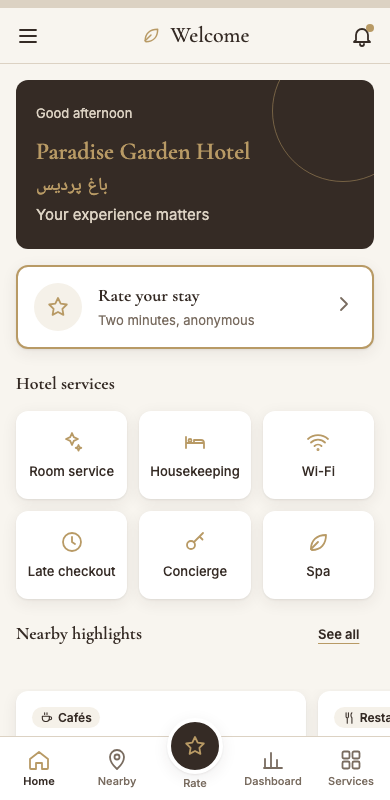 Welcome
Good afternoon
Paradise Garden Hotel
باغ پردیس
Your experience matters
Rate your stay
Two minutes, anonymous
Hotel services
Room service
Housekeeping
Wi-Fi
Late checkout
Concierge
Spa
Nearby highlights
See all
Cafés
Home
Nearby
Rate
Dashboard
Services